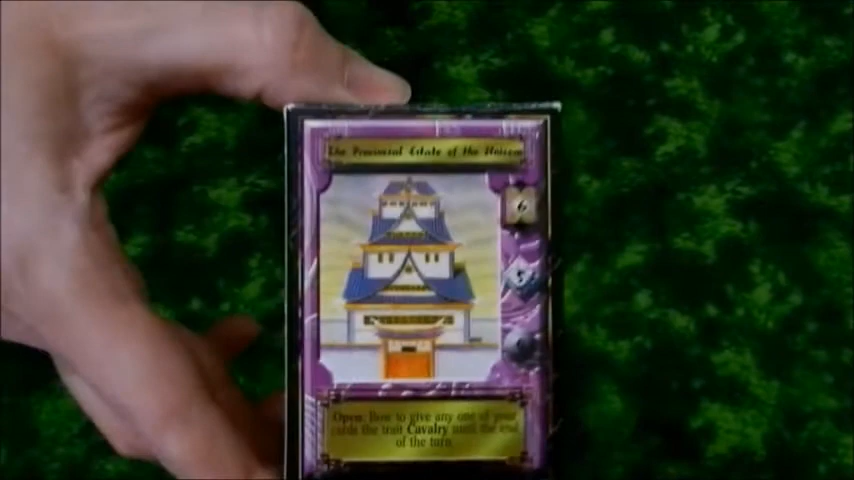 The Provincial Estate of the Unicorn
6
5
Open: Bow to give any one of your
cards the trait Cavalry until the end
of the turn